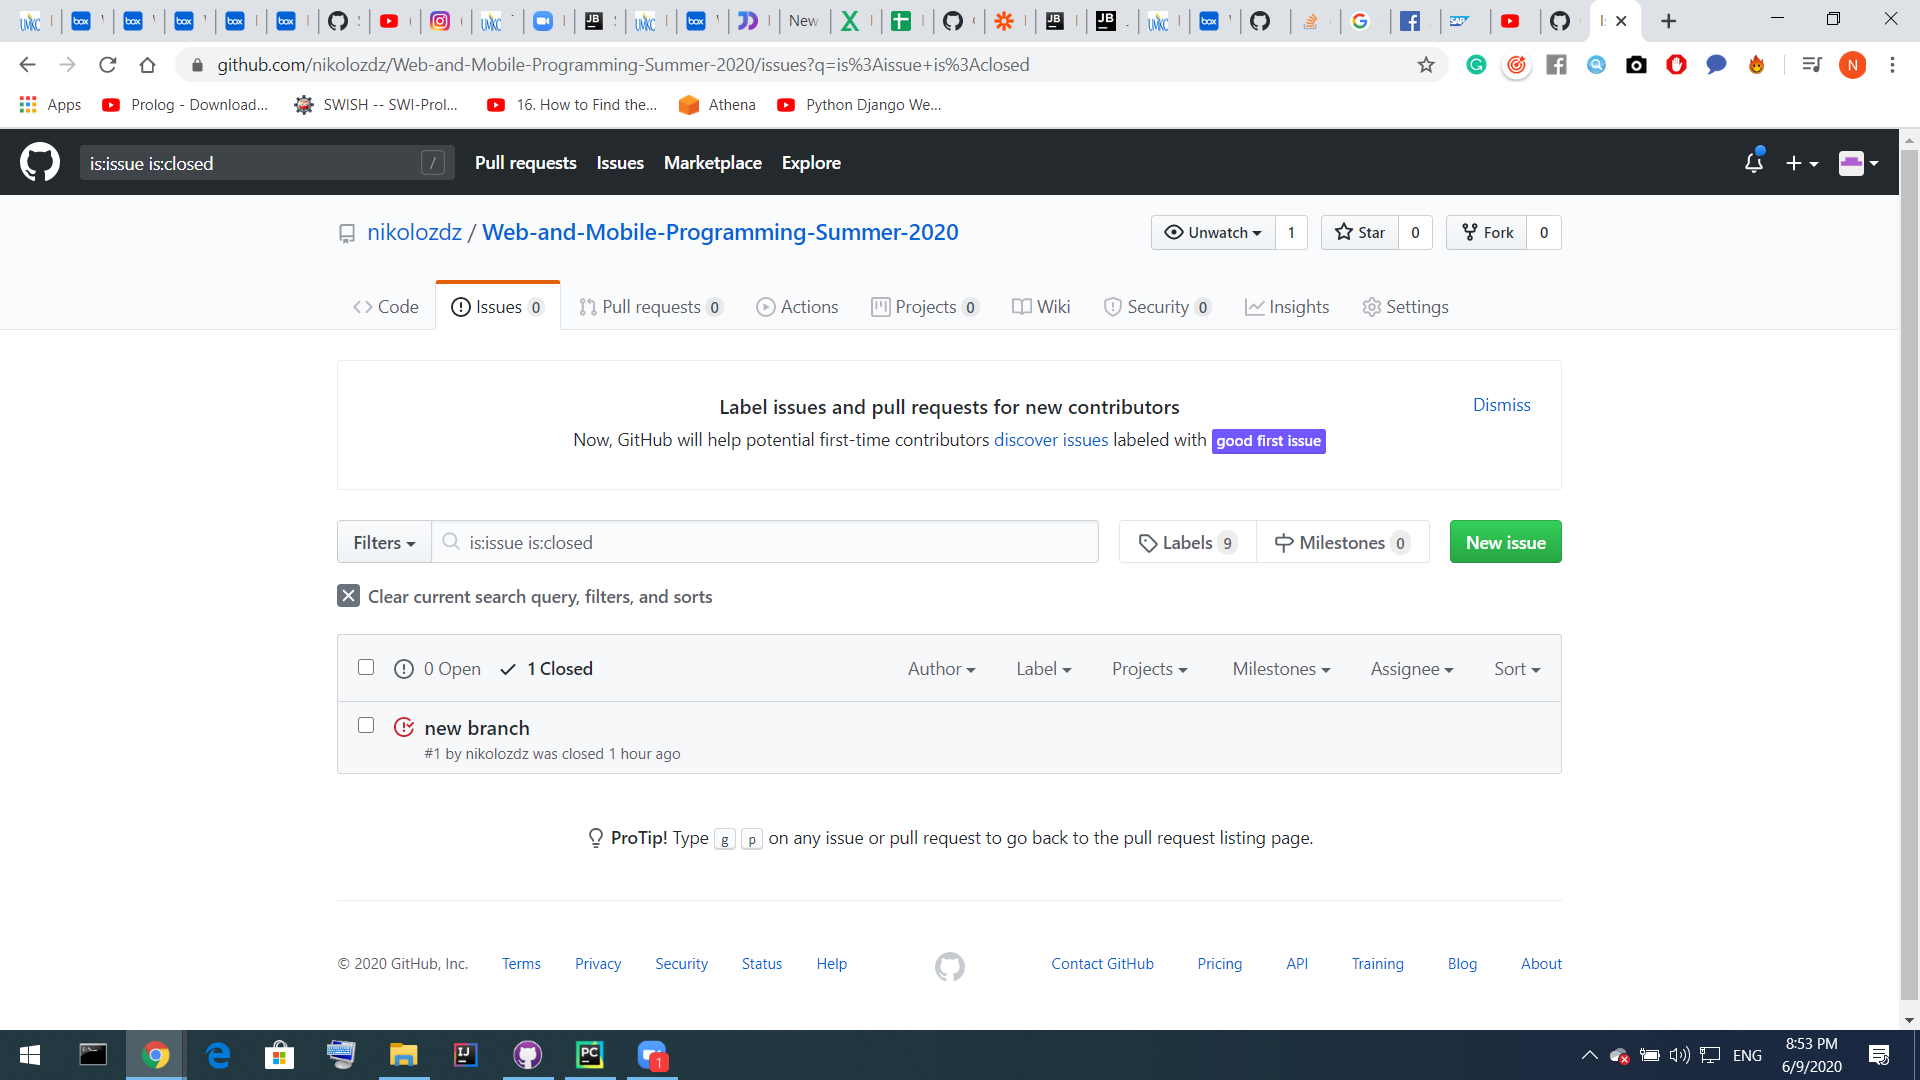 New
github.com/nikolozdz/Web-and-Mobile-Programming-Summer-2020/issues?q=is%3Aissue+is%3Aclosed
N
Apps
Prolog - Download...
SWISH -- SWI-Prol...
16. How to Find the...
Athena
Python Django We...
is:issue is:closed
/
Pull requests
Issues
Marketplace
Explore
nikolozdz / Web-and-Mobile-Programming-Summer-2020
Unwatch 1
Star 0
Fork 0
Code
Issues 0
Pull requests 0
Actions
Projects 0
Wiki
Security 0
Insights
Settings
Label issues and pull requests for new contributors
Dismiss
Now, GitHub will help potential first-time contributors discover issues labeled with good first issue
Filters
is:issue is:closed
Labels 9
Milestones 0
New issue
Clear current search query, filters, and sorts
0 Open
1 Closed
Author
Label
Projects
Milestones
Assignee
Sort
new branch
#1 by nikolozdz was closed 1 hour ago
ProTip! Type g p on any issue or pull request to go back to the pull request listing page.
© 2020 GitHub, Inc.
Terms
Privacy
Security
Status
Help
Contact GitHub
Pricing
API
Training
Blog
About
ENG
8:53 PM
6/9/2020